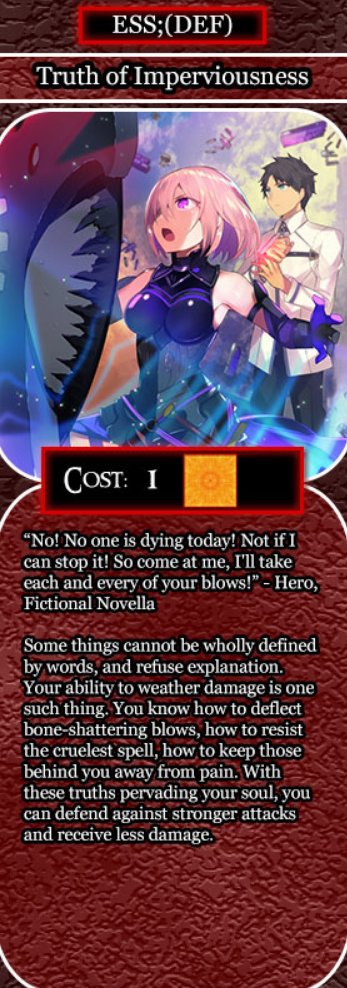 ESS;(DEF)
Truth of Imperviousness
COST: 1
“No! No one is dying today! Not if I
can stop it! So come at me, I'll take
each and every of your blows!” - Hero,
Fictional Novella
Some things cannot be wholly defined
by words, and refuse explanation.
Your ability to weather damage is one
such thing. You know how to deflect
bone-shattering blows, how to resist
the cruelest spell, how to keep those
behind you away from pain. With
these truths pervading your soul, you
can defend against stronger attacks
and receive less damage.